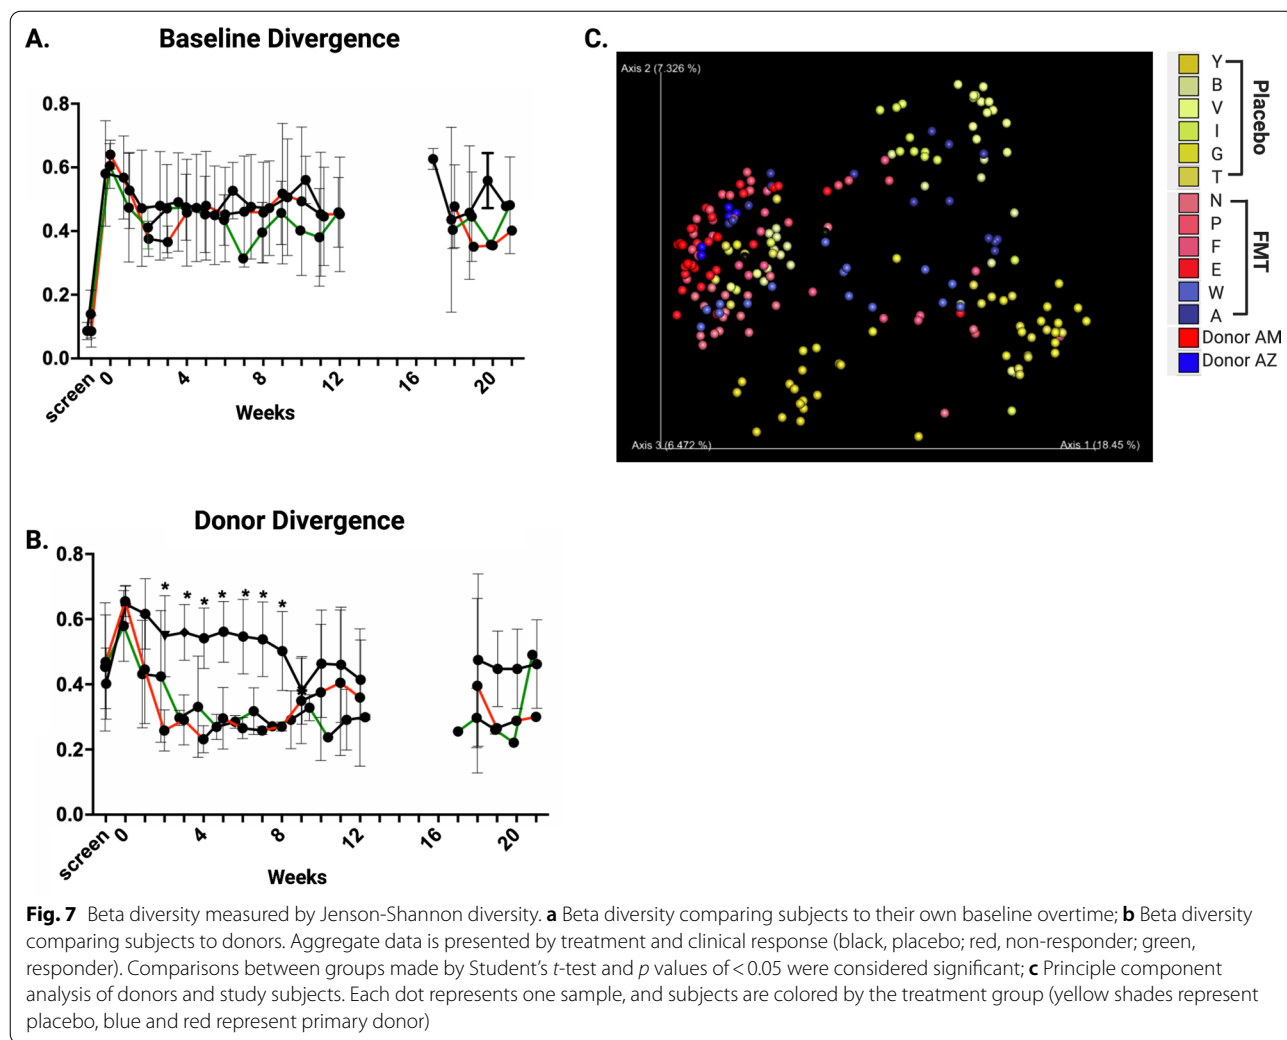 A.
Baseline Divergence
0.8
0.6
0.4
0.2
0.0
screen 0 4 8 12 16 20
Weeks
B.
Donor Divergence
0.8
0.6
0.4
0.2
0.0
* * * * * * *
screen 0 4 8 12 16 20
Weeks
C.
Axis 2 (7.326 %)
Axis 3 (6.472 %)
Axis 1 (18.45 %)
Y
B
V
I
G
T
Placebo
N
P
F
E
W
A
FMT
Donor AM
Donor AZ
Fig. 7 Beta diversity measured by Jenson-Shannon diversity. a Beta diversity comparing subjects to their own baseline overtime; b Beta diversity
comparing subjects to donors. Aggregate data is presented by treatment and clinical response (black, placebo; red, non-responder; green,
responder). Comparisons between groups made by Student's t-test and p values of < 0.05 were considered significant; c Principle component
analysis of donors and study subjects. Each dot represents one sample, and subjects are colored by the treatment group (yellow shades represent
placebo, blue and red represent primary donor)